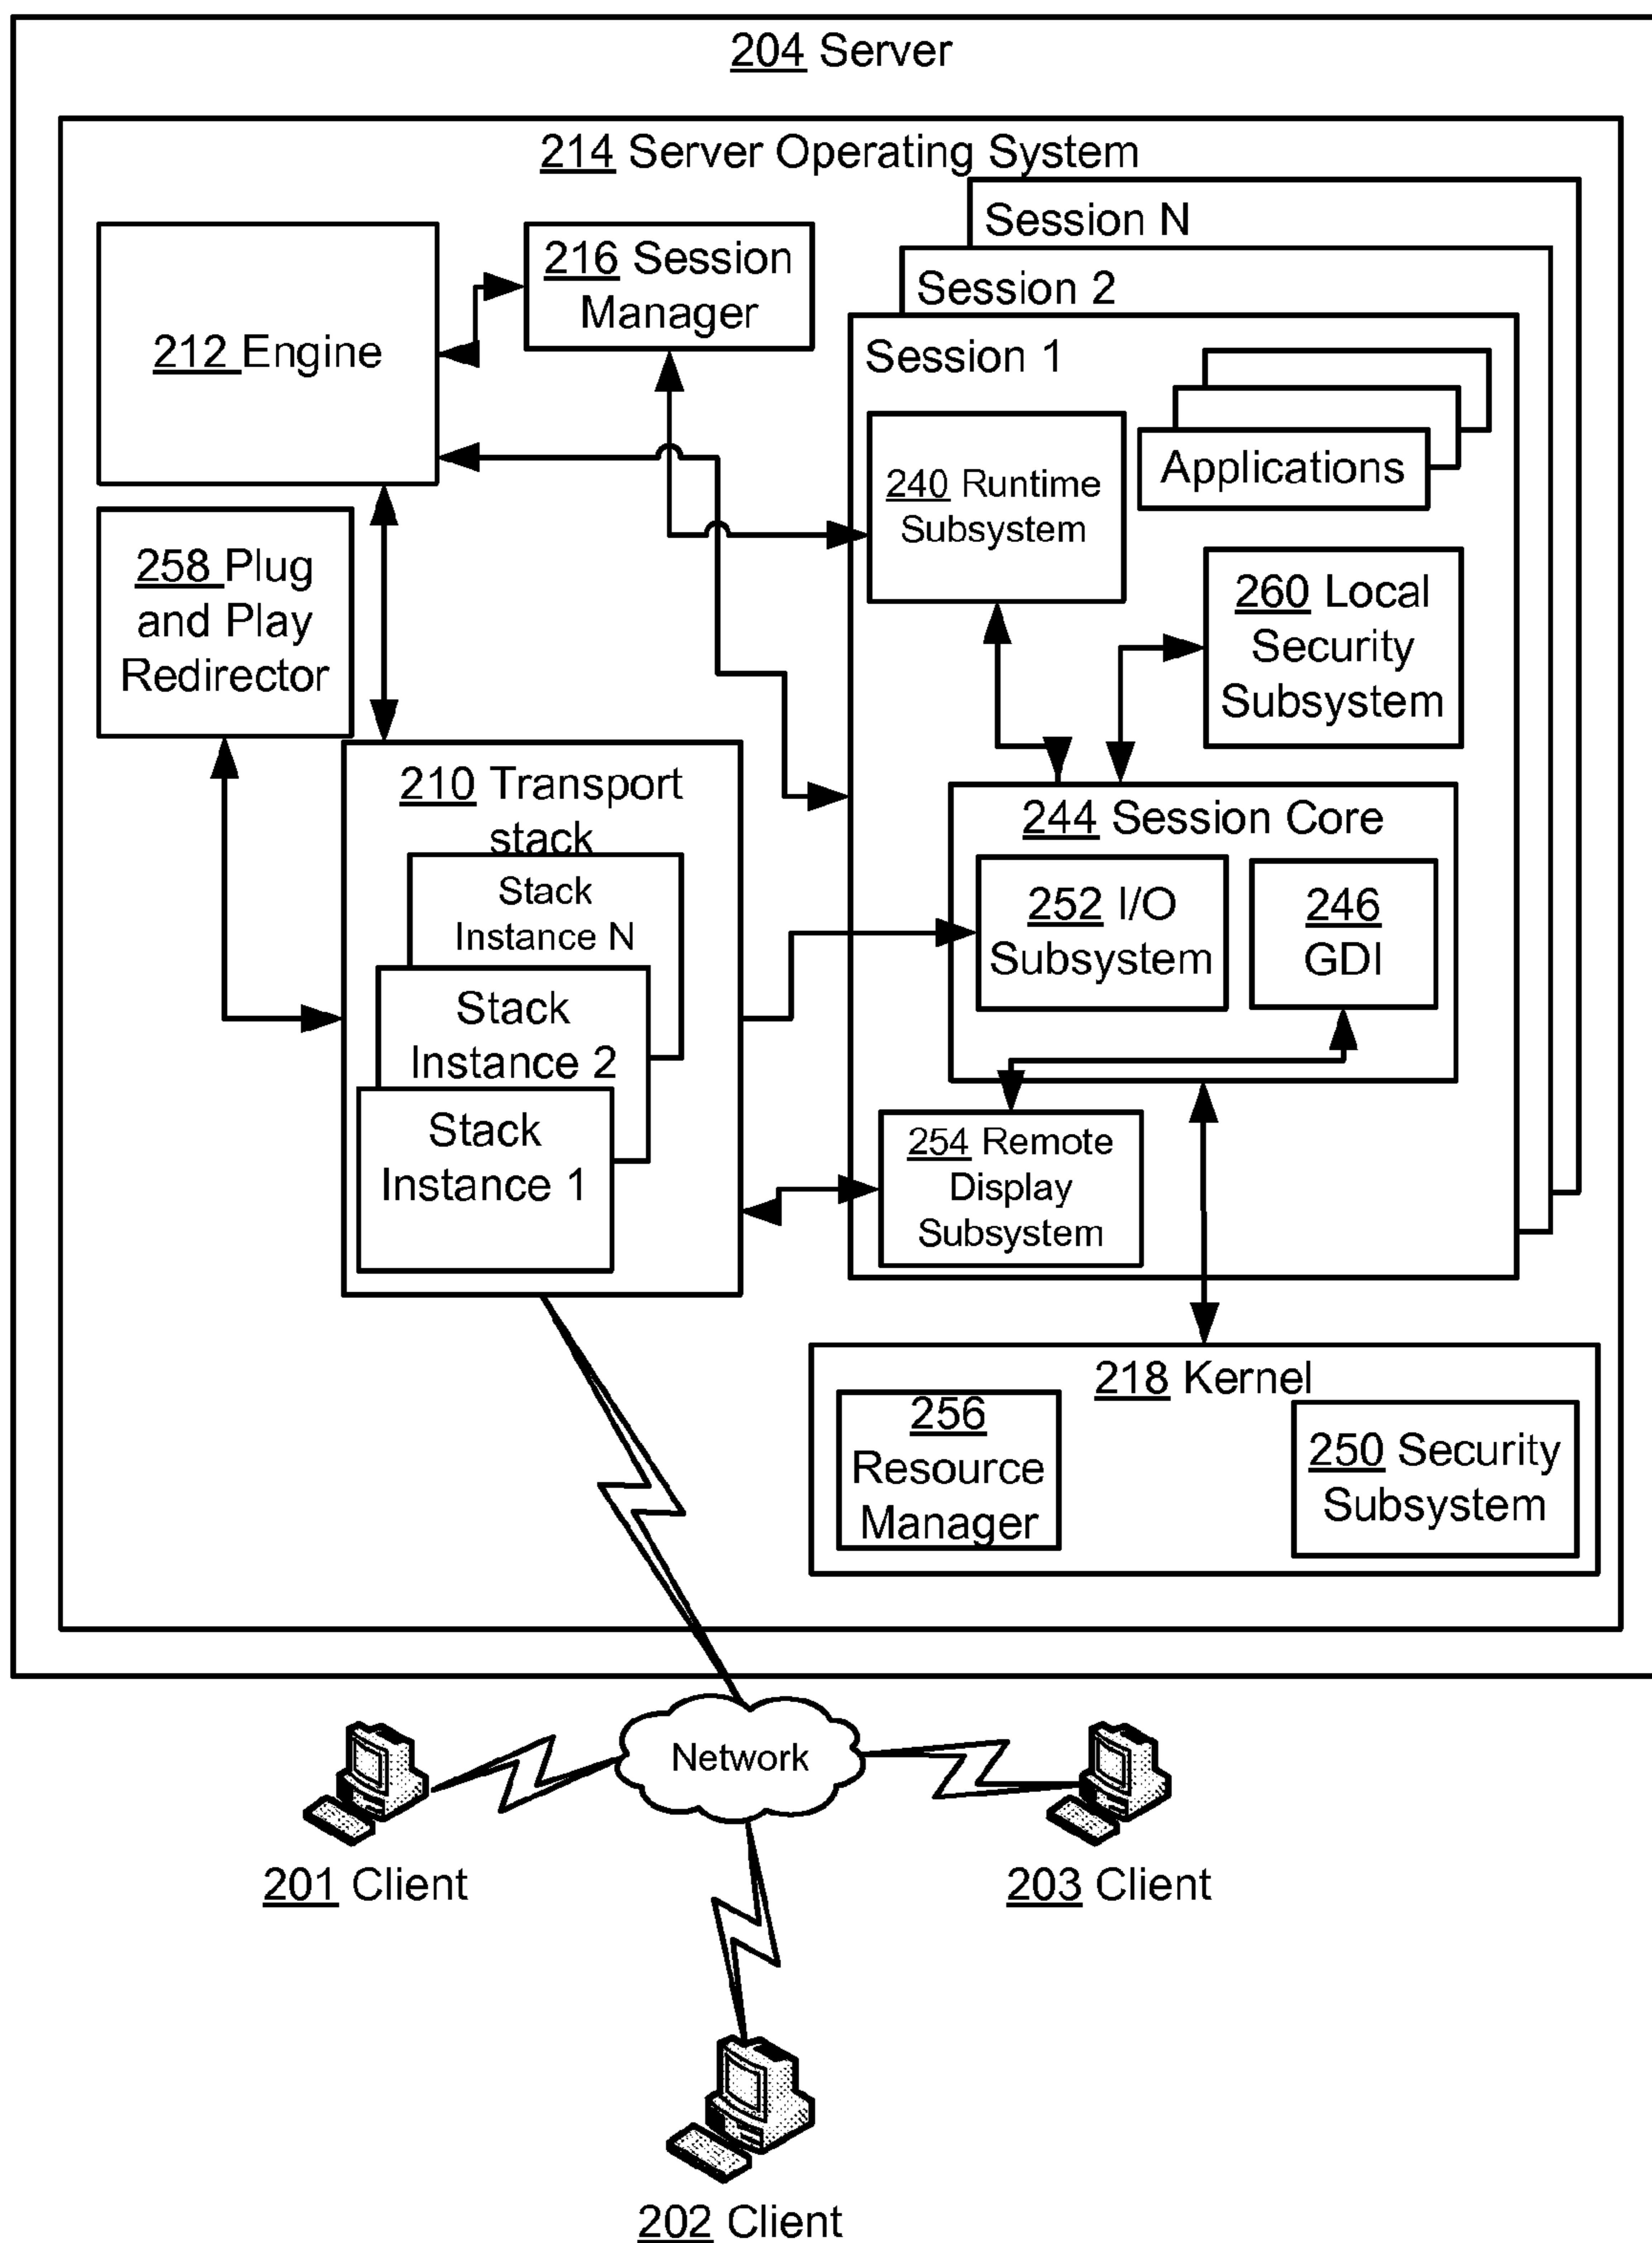 204 Server
214 Server Operating System
Session N
Session 2
Session 1
212 Engine
216 Session
Manager
240 Runtime
Subsystem
Applications
258 Plug
and Play
Redirector
260 Local
Security
Subsystem
210 Transport
stack
Stack
Instance N
Stack
Instance 2
Stack
Instance 1
244 Session Core
252 I/O
Subsystem
246
GDI
254 Remote
Display
Subsystem
218 Kernel
256
Resource
Manager
250 Security
Subsystem
Network
201 Client
203 Client
202 Client